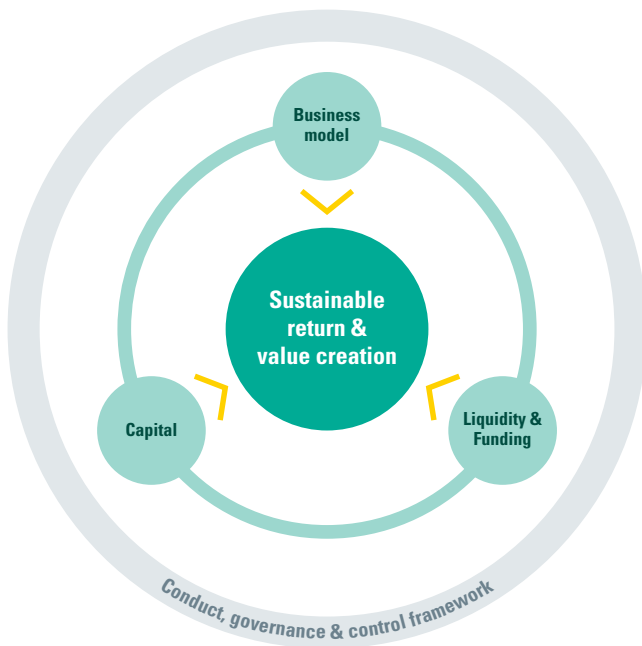 Business
model
Sustainable
return &
value creation
Capital
Liquidity &
Funding
Conduct, governance & control framework